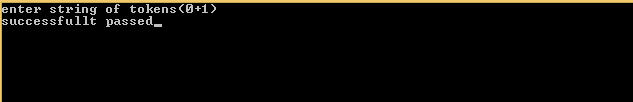 enter string of tokens(0+1)
successfullt passed_